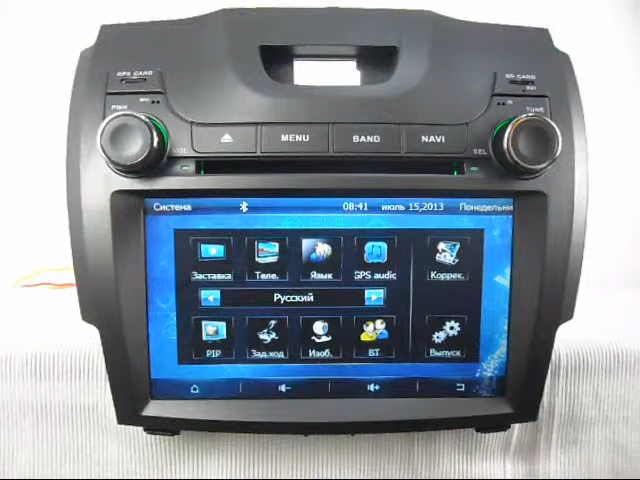 GPS CARD
SD CARD
PWR
TUNE
VOL
MENU BAND NAVI
SEL
Система 08:41 июль 15,2013 Понедельни
Заставка Теле. Язык GPS audic Коррек.
Русский
PIP Зад.ход Изоб. BT Выпуск